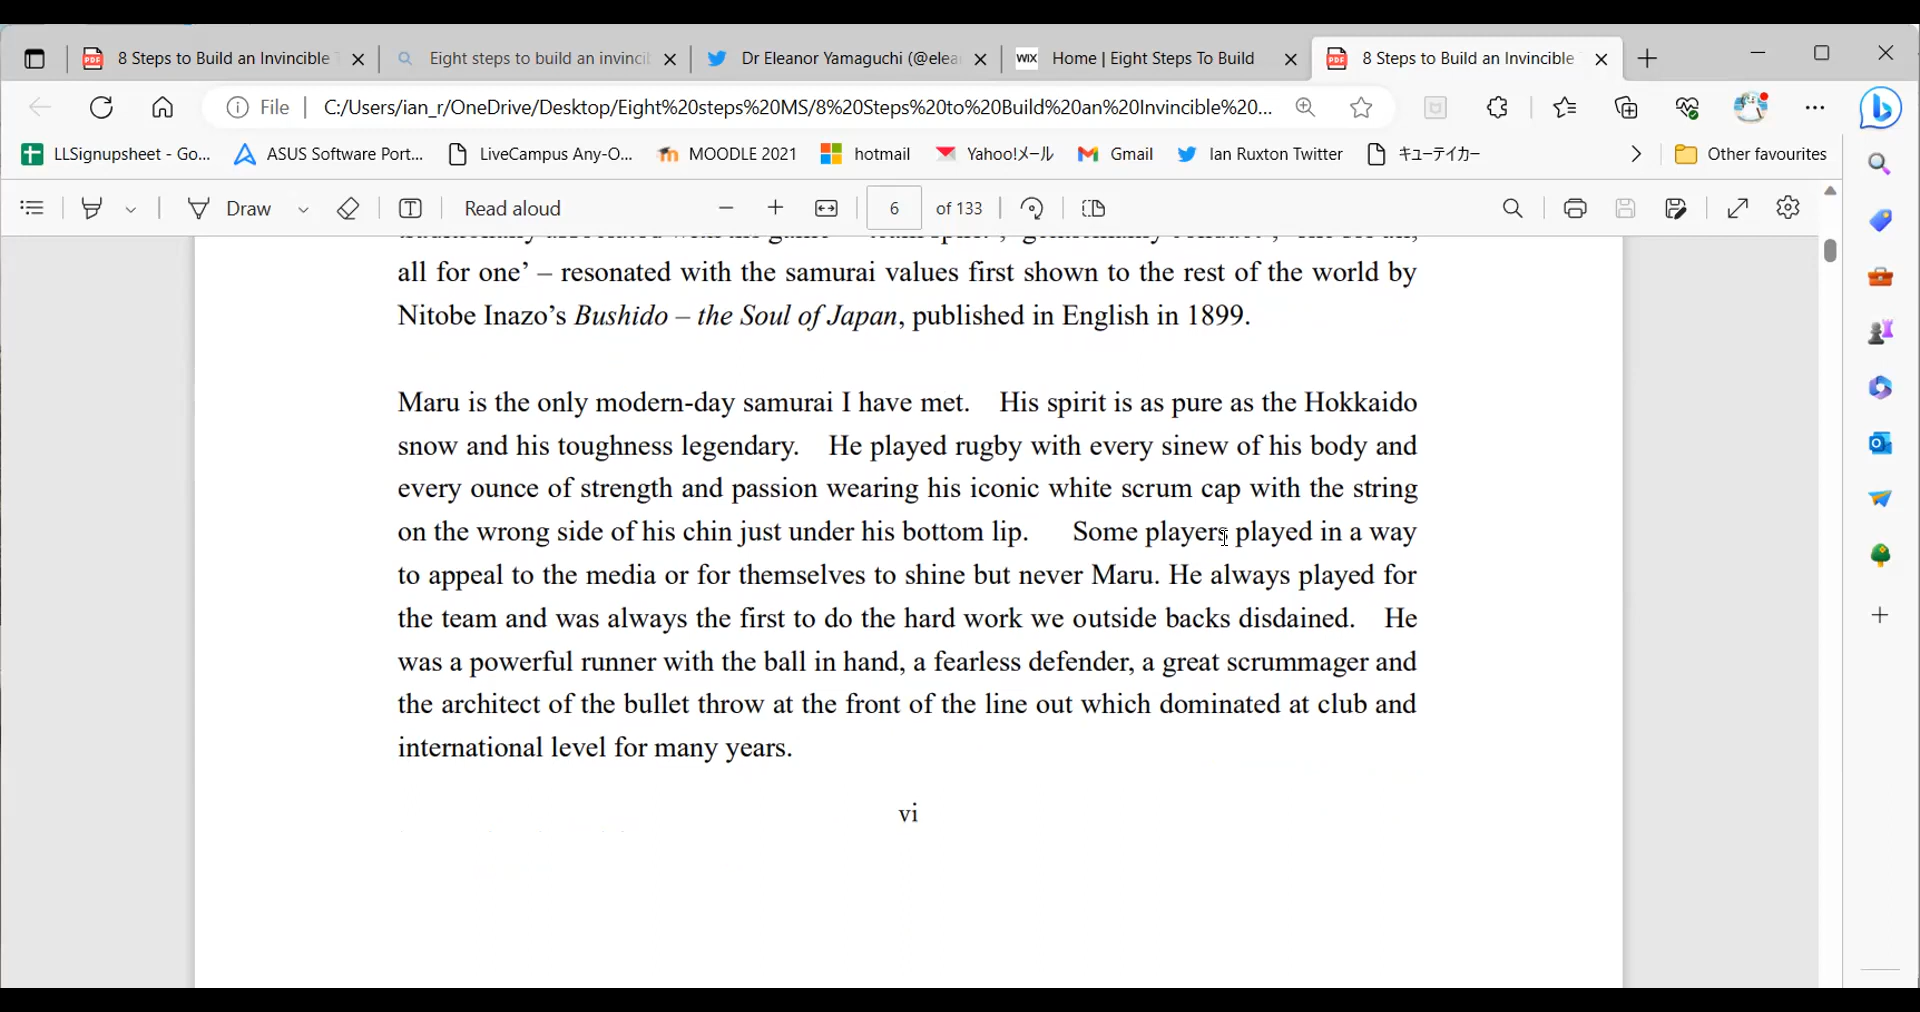 8 Steps to Build an Invincible
Eight steps to build an invinci
Dr Eleanor Yamaguchi (@elea
WIX
Home | Eight Steps To Build
8 Steps to Build an Invincible
File
C:/Users/ian_r/OneDrive/Desktop/Eight%20steps%20MS/8%20Steps%20to%20Build%20an%20Invincible%20...
LLSignupsheet - Go...
ASUS Software Port...
LiveCampus Any-O...
MOODLE 2021
hotmail
Yahoo!メール
Gmail
Ian Ruxton Twitter
キューテイカー
Other favourites
Draw
Read aloud
6
of 133
all for one’ – resonated with the samurai values first shown to the rest of the world by
Nitobe Inazo’s Bushido – the Soul of Japan, published in English in 1899.
Maru is the only modern-day samurai I have met. His spirit is as pure as the Hokkaido
snow and his toughness legendary. He played rugby with every sinew of his body and
every ounce of strength and passion wearing his iconic white scrum cap with the string
on the wrong side of his chin just under his bottom lip. Some players played in a way
to appeal to the media or for themselves to shine but never Maru. He always played for
the team and was always the first to do the hard work we outside backs disdained. He
was a powerful runner with the ball in hand, a fearless defender, a great scrummager and
the architect of the bullet throw at the front of the line out which dominated at club and
international level for many years.
vi